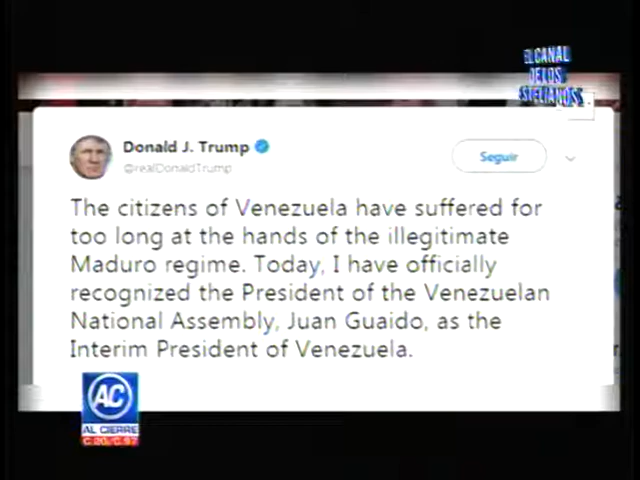 EL CANAL
DE LOS
ESTELIANOS
Donald J. Trump
@realDonaldTrump
Seguir
The citizens of Venezuela have suffered for
too long at the hands of the illegitimate
Maduro regime. Today, I have officially
recognized the President of the Venezuelan
National Assembly, Juan Guaido, as the
Interim President of Venezuela.
AC
AL CIERRE